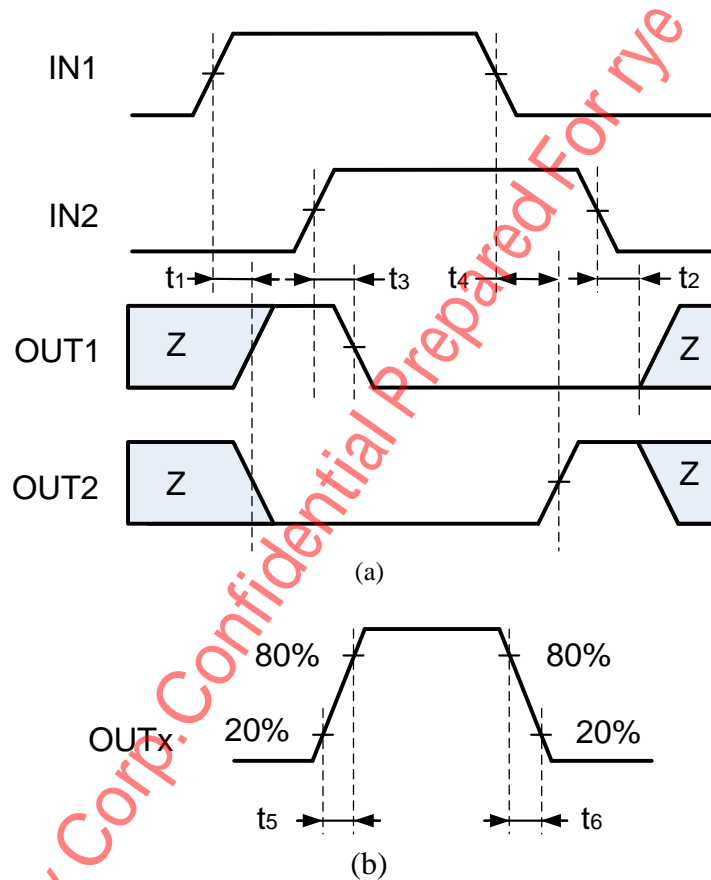 IN1
IN2
t1
t3
t4
t2
OUT1
Z
Z
OUT2
Z
Z
(a)
80%
80%
OUTx
20%
20%
t5
t6
(b)
Corp.Confidential Prepared For rye